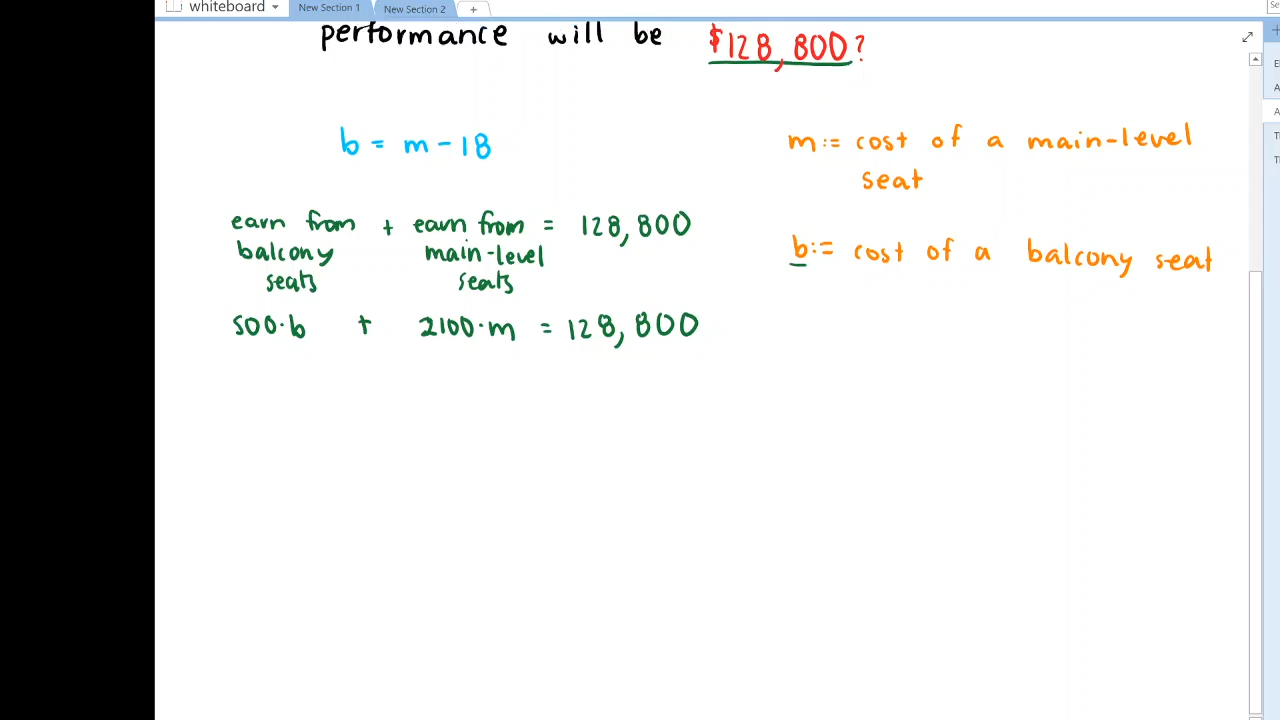 whiteboard New Section 1 New Section 2 +
performance will be $128,800?
b = m - 18
m := cost of a main-level
seat
earn from + earn from = 128,800
balcony main-level
seats seats
b := cost of a balcony seat
500·b + 2100·m = 128,800